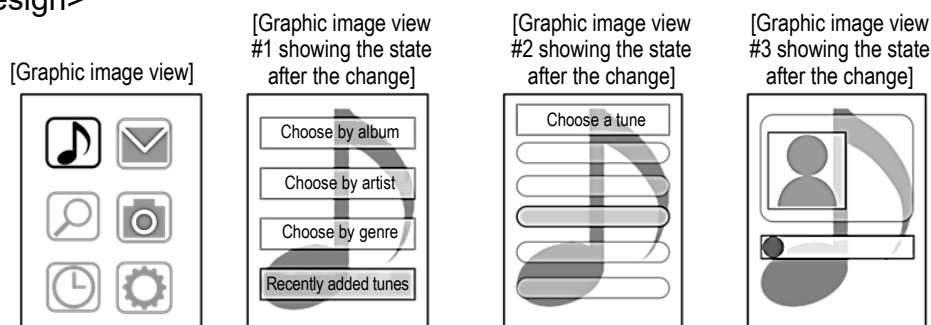 [Graphic image view]
[Graphic image view
#1 showing the state
after the change]
Choose by album
Choose by artist
Choose by genre
Recently added tunes
[Graphic image view
#2 showing the state
after the change]
Choose a tune
[Graphic image view
#3 showing the state
after the change]